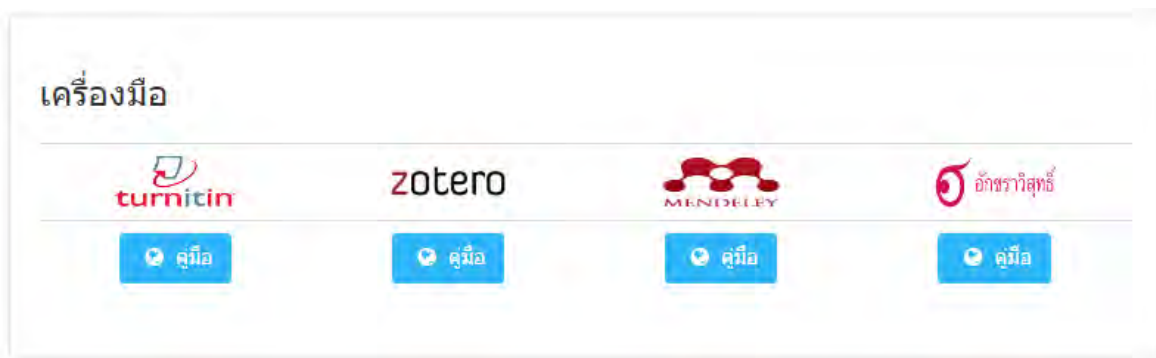 เครื่องมือ
turnitin zotero MENDELEY อักขราวิสุทธิ์
คู่มือ คู่มือ คู่มือ คู่มือ